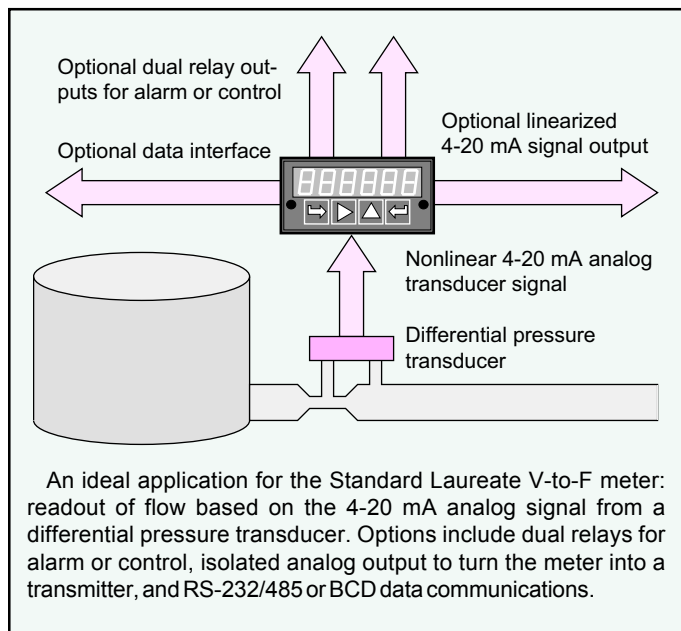 Optional dual relay out-
puts for alarm or control
Optional linearized
4-20 mA signal output
Optional data interface
888888
Nonlinear 4-20 mA analog
transducer signal
Differential pressure
transducer
An ideal application for the Standard Laureate V-to-F meter:
readout of flow based on the 4-20 mA analog signal from a
differential pressure transducer. Options include dual relays for
alarm or control, isolated analog output to turn the meter into a
transmitter, and RS-232/485 or BCD data communications.